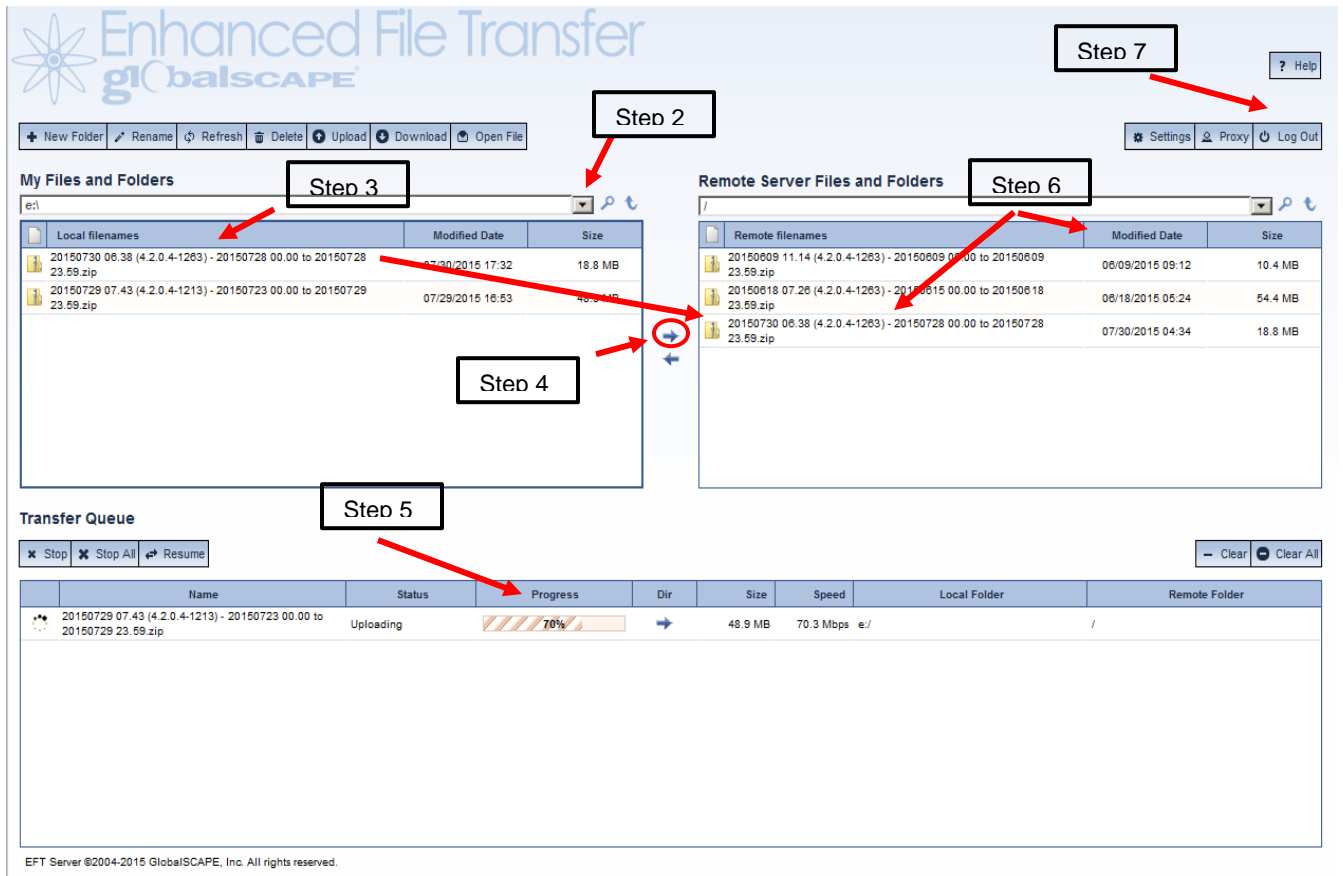 Enhanced File Transfer
globalSCAPE
Step 7
? Help
Step 2
New Folder Rename Refresh Delete Upload Download Open File
Settings Proxy Log Out
My Files and Folders
Step 3
Remote Server Files and Folders
Step 6
e:\
/
Local filenames Modified Date Size
20150730 06.38 (4.2.0.4-1263) - 20150728 00.00 to 20150728
23.59.zip
07/30/2015 17:32 18.8 MB
20150729 07.43 (4.2.0.4-1213) - 20150723 00.00 to 20150729
23.59.zip
07/29/2015 16:53 MB
Remote filenames Modified Date Size
20150609 11.14 (4.2.0.4-1263) - 20150609 00.00 to 20150609
23.59.zip
06/09/2015 09:12 10.4 MB
20150618 07.26 (4.2.0.4-1263) - 20150615 00.00 to 20150618
23.59.zip
06/18/2015 05:24 54.4 MB
20150730 06.38 (4.2.0.4-1263) - 20150728 00.00 to 20150728
23.59.zip
07/30/2015 04:34 18.8 MB
Step 4
Step 5
Transfer Queue
Stop Stop All Resume
Clear Clear All
Name Status Progress Dir Size Speed Local Folder Remote Folder
20150729 07.43 (4.2.0.4-1213) - 20150723 00.00 to
20150729 23.59.zip
Uploading 70% 48.9 MB 70.3 Mbps e:/ /
EFT Server ©2004-2015 GlobalSCAPE, Inc. All rights reserved.